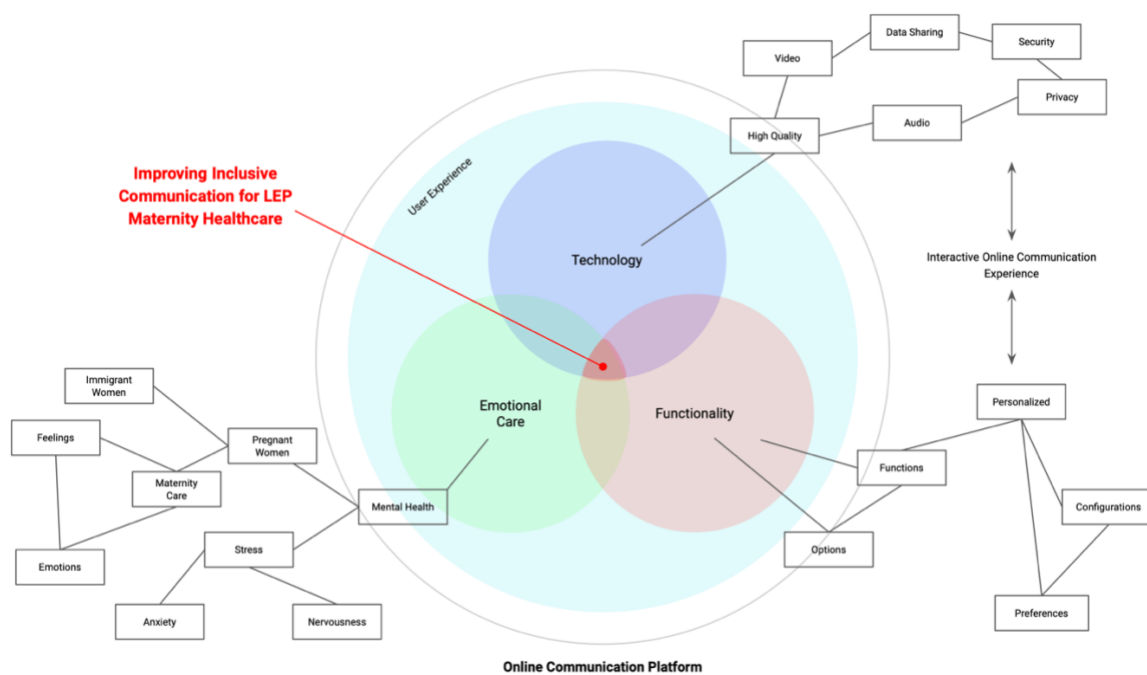 Data Sharing
Security
Video
Privacy
Audio
High Quality
Improving Inclusive
Communication for LEP
Maternity Healthcare
User Experience
Technology
Interactive Online Communication
Experience
Immigrant
Women
Personalized
Emotional
Care
Functionality
Feelings
Pregnant
Women
Functions
Maternity
Care
Mental Health
Configurations
Stress
Options
Emotions
Preferences
Anxiety
Nervousness
Online Communication Platform